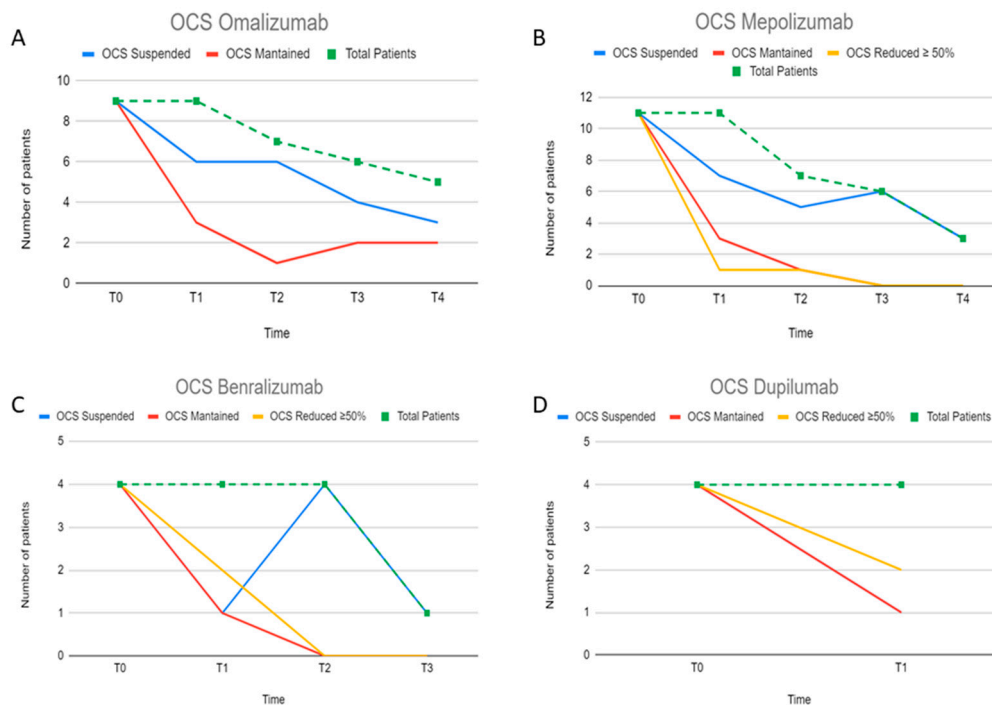 A
OCS Omalizumab
OCS Suspended OCS Mantained Total Patients
10
8
6
4
2
0
Number of patients
T0 T1 T2 T3 T4
Time
B
OCS Mepolizumab
OCS Suspended OCS Mantained OCS Reduced ≥ 50%
Total Patients
12
10
8
6
4
2
0
Number of patients
T0 T1 T2 T3 T4
Time
C
OCS Benralizumab
OCS Suspended OCS Mantained OCS Reduced ≥50% Total Patients
5
4
3
2
1
0
Number of patients
T0 T1 T2 T3
Time
D
OCS Dupilumab
OCS Suspended OCS Mantained OCS Reduced ≥50% Total Patients
5
4
3
2
1
0
Number of patients
T0 T1
Time